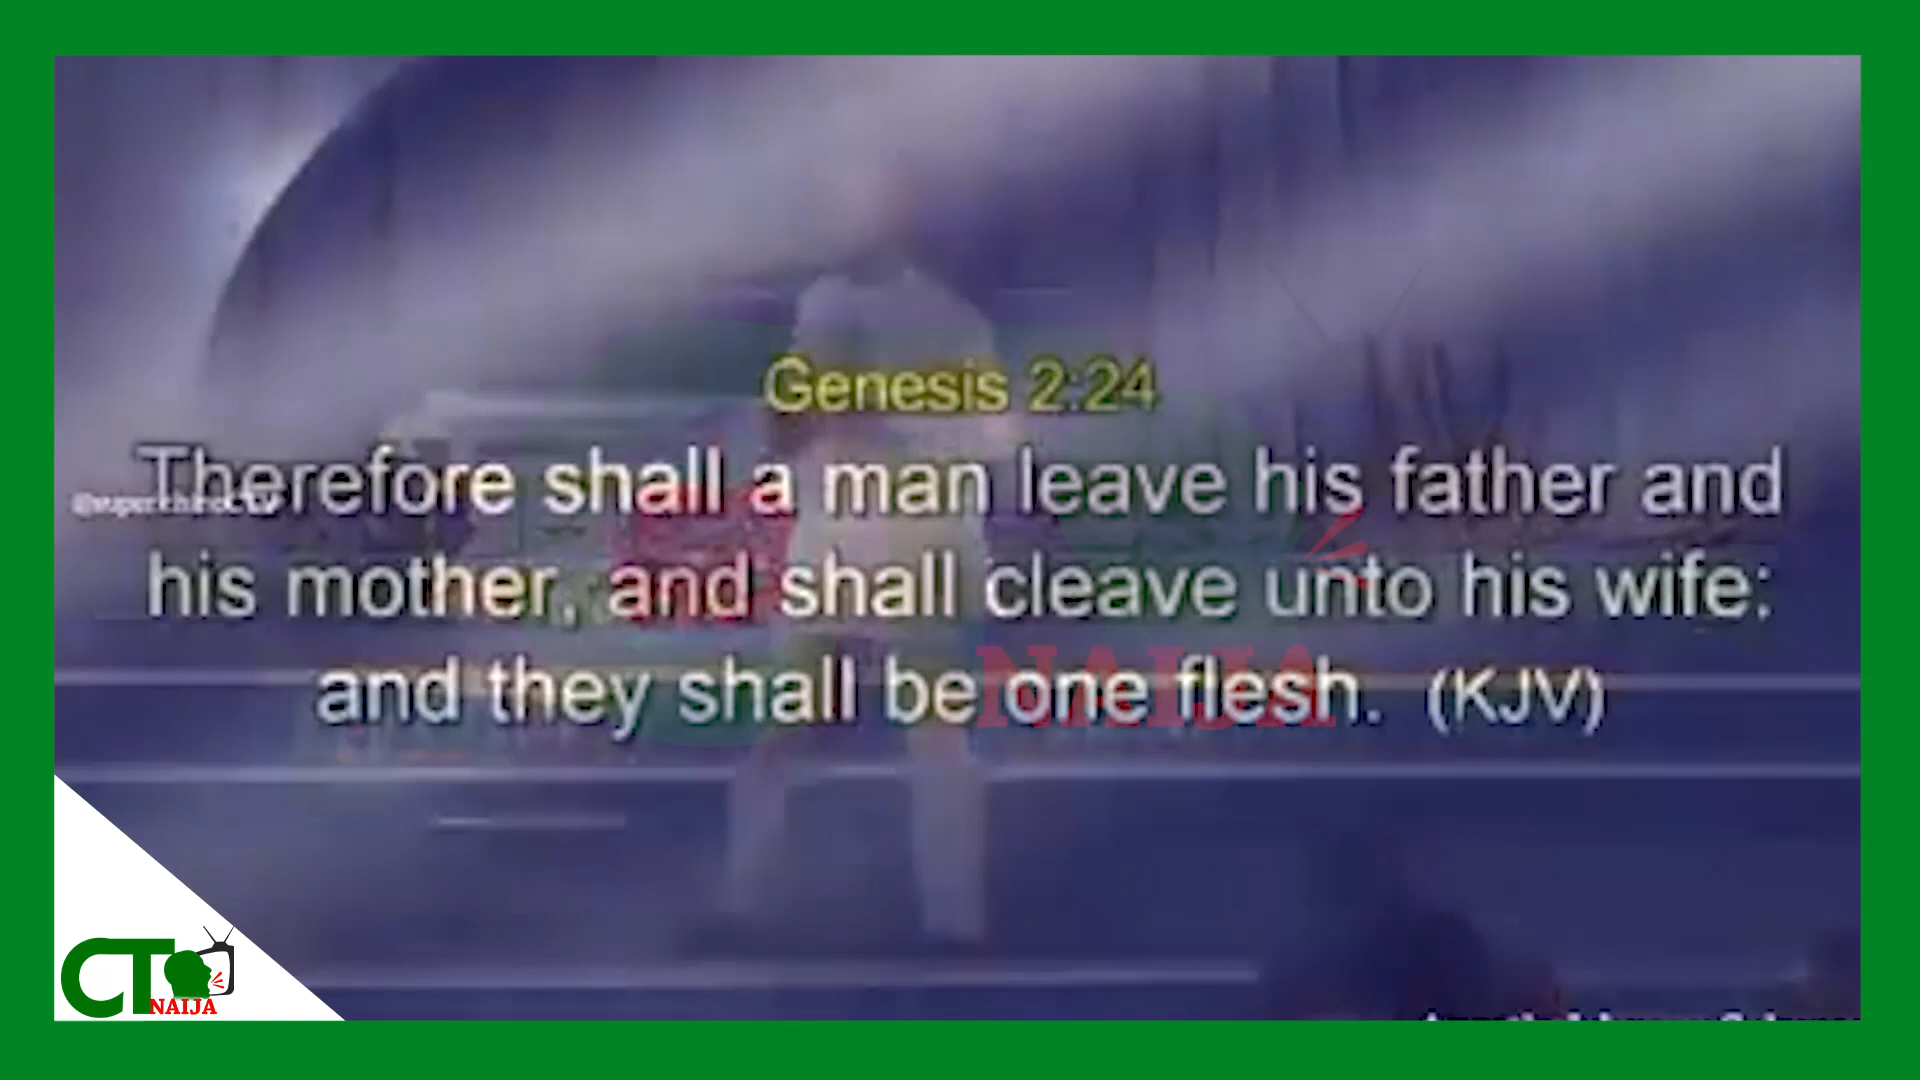 Genesis 2:24
Therefore shall a man leave his father and
his mother, and shall cleave unto his wife;
and they shall be one flesh. (KJV)
NAIJA
CT
NAIJA